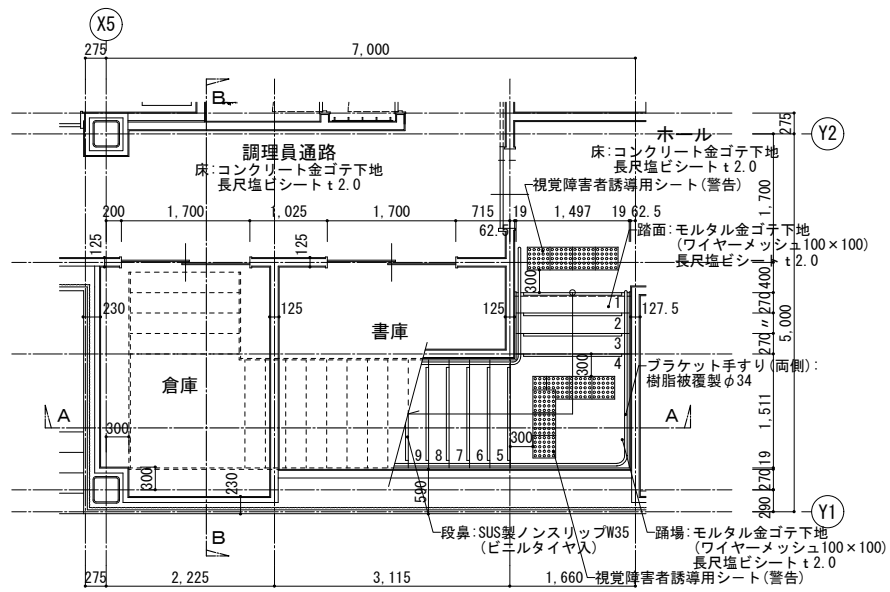 X5
275
7,000
B
調理員通路
床:コンクリート金ゴテ下地
長尺塩ビシートt2.0
ホール
床:コンクリート金ゴテ下地
長尺塩ビシートt2.0
視覚障害者誘導用シート(警告)
275
Y2
1,700
200
1,700
1,025
1,700
715
19
1,497
19
62.5
62.5
踏面:モルタル金ゴテ下地
(ワイヤーメッシュ100×100)
長尺塩ビシートt2.0
125
125
300
400
230
125
125
127.5
1
2
3
4
270
〃
270
5,000
書庫
倉庫
300
ブラケット手すり(両側):
樹脂被覆製φ34
A
A
300
300
1,511
9
8
7
6
5
300
230
590
19
270
290
Y1
B
段鼻:SUS製ノンスリップW35
(ビニルタイヤ入)
踊場:モルタル金ゴテ下地
(ワイヤーメッシュ100×100)
長尺塩ビシートt2.0
275
2,225
3,115
1,660
視覚障害者誘導用シート(警告)